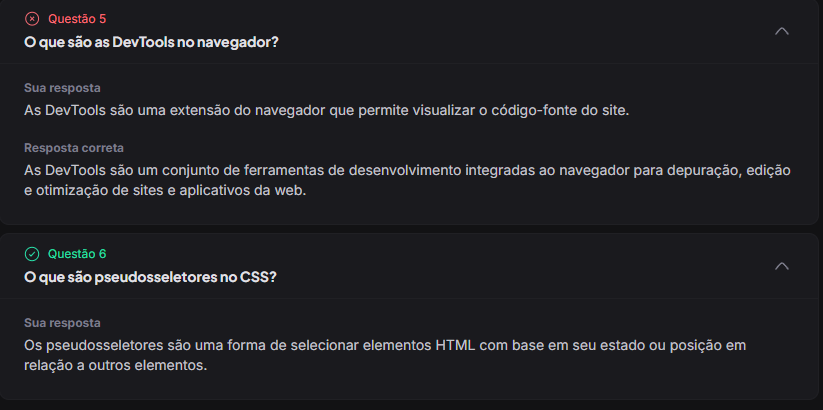 Questão 5
O que são as DevTools no navegador?
Sua resposta
As DevTools são uma extensão do navegador que permite visualizar o código-fonte do site.
Resposta correta
As DevTools são um conjunto de ferramentas de desenvolvimento integradas ao navegador para depuração, edição
e otimização de sites e aplicativos da web.
Questão 6
O que são pseudosseletores no CSS?
Sua resposta
Os pseudosseletores são uma forma de selecionar elementos HTML com base em seu estado ou posição em
relação a outros elementos.